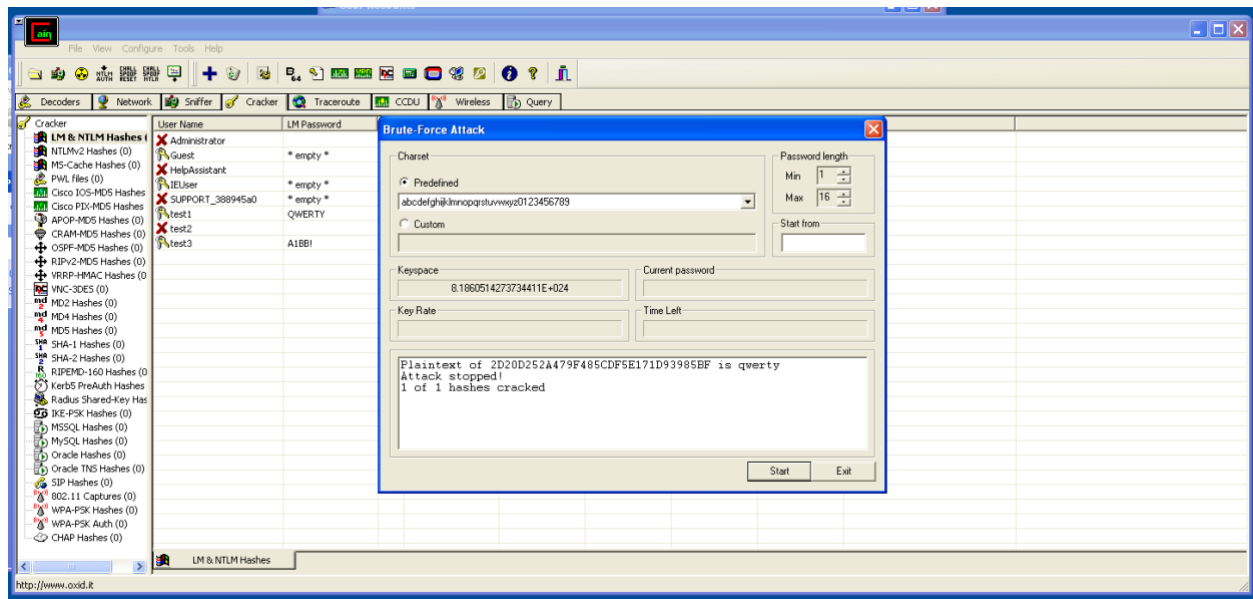 ain
File View Configure Tools Help
Decoders Network Sniffer Cracker Traceroute CCDU Wireless Query
Cracker
LM & NTLM Hashes (
NTLMv2 Hashes (0)
MS-Cache Hashes (0)
PWL files (0)
Cisco IOS-MD5 Hashes
Cisco PIX-MD5 Hashes
APOP-MD5 Hashes (0)
CRAM-MD5 Hashes (0)
OSPF-MD5 Hashes (0)
RIPv2-MD5 Hashes (0)
VRRP-HMAC Hashes (0
VNC-3DES (0)
MD2 Hashes (0)
MD4 Hashes (0)
MD5 Hashes (0)
SHA-1 Hashes (0)
SHA-2 Hashes (0)
RIPEMD-160 Hashes (0
Kerb5 PreAuth Hashes
Radius Shared-Key Has
IKE-PSK Hashes (0)
MSSQL Hashes (0)
MySQL Hashes (0)
Oracle Hashes (0)
Oracle TNS Hashes (0)
SIP Hashes (0)
802.11 Captures (0)
WPA-PSK Hashes (0)
WPA-PSK Auth (0)
CHAP Hashes (0)
User Name LM Password
Administrator
Guest * empty *
HelpAssistant
IEUser * empty *
SUPPORT_388945a0 * empty *
test1 QWERTY
test2
test3 A1BB!
Brute-Force Attack
Charset
Predefined
abcdefghijklmnopqrstuvwxyz0123456789
Custom
Password length
Min 1
Max 16
Start from
Keyspace
8.1860514273734411E+024
Current password
Key Rate
Time Left
Plaintext of 2D20D252A479F485CDF5E171D93985BF is qwerty
Attack stopped!
1 of 1 hashes cracked
Start Exit
LM & NTLM Hashes
http://www.oxid.it